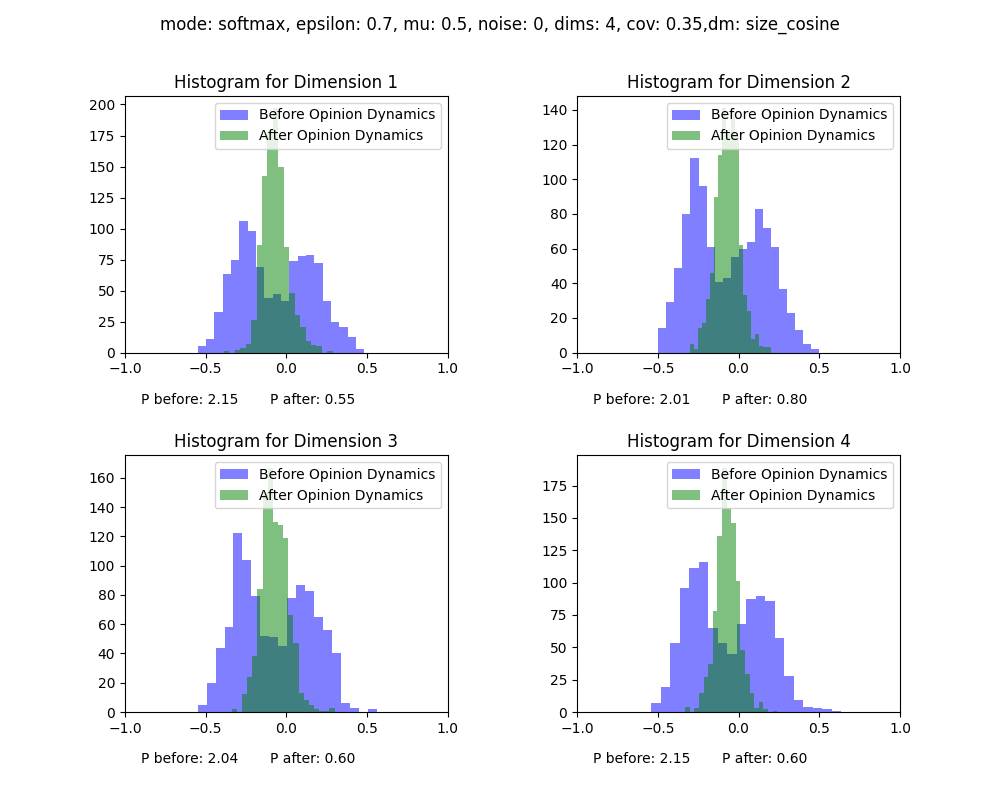 mode: softmax, epsilon: 0.7, mu: 0.5, noise: 0, dims: 4, cov: 0.35,dm: size_cosine
Histogram for Dimension 1
Before Opinion Dynamics
After Opinion Dynamics
200
175
150
125
100
75
50
25
0
−1.0 −0.5 0.0 0.5 1.0
P before: 2.15 P after: 0.55
Histogram for Dimension 2
Before Opinion Dynamics
After Opinion Dynamics
140
120
100
80
60
40
20
0
−1.0 −0.5 0.0 0.5 1.0
P before: 2.01 P after: 0.80
Histogram for Dimension 3
Before Opinion Dynamics
After Opinion Dynamics
160
140
120
100
80
60
40
20
0
−1.0 −0.5 0.0 0.5 1.0
P before: 2.04 P after: 0.60
Histogram for Dimension 4
Before Opinion Dynamics
After Opinion Dynamics
175
150
125
100
75
50
25
0
−1.0 −0.5 0.0 0.5 1.0
P before: 2.15 P after: 0.60